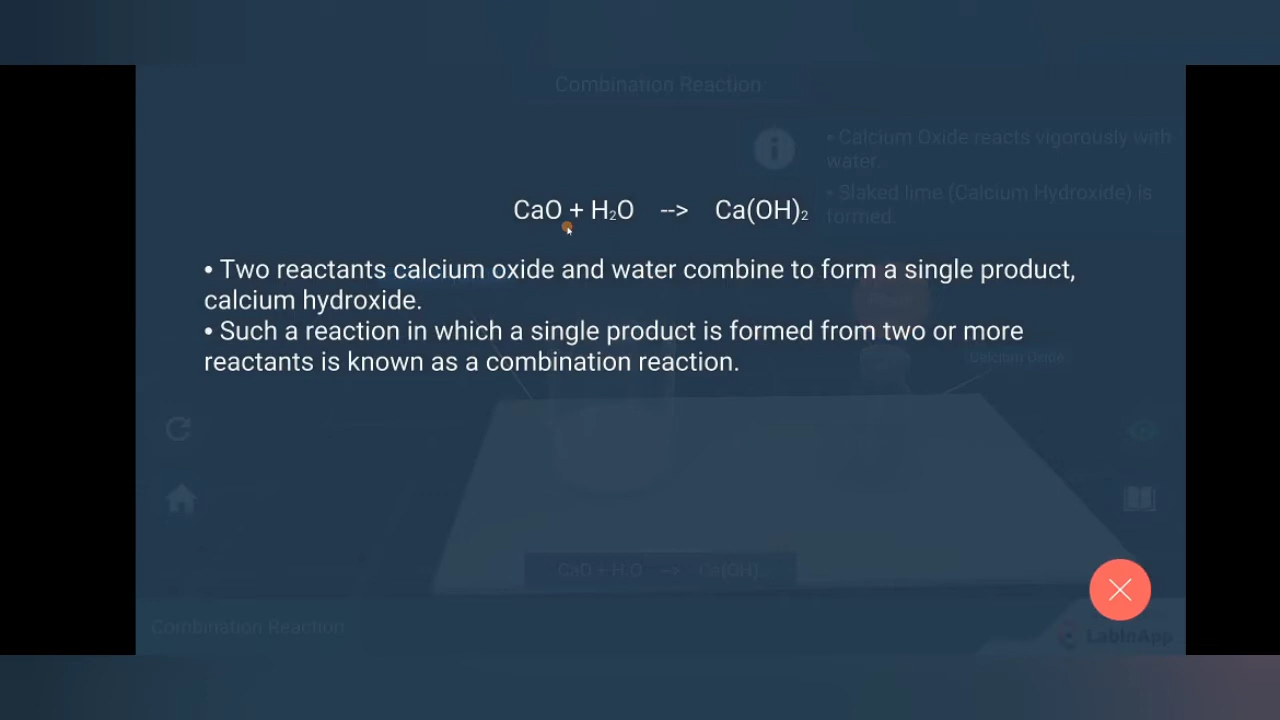 Combination Reaction
• Calcium Oxide reacts vigorously with
water.
• Slaked lime (Calcium Hydroxide) is
formed.
CaO + H₂O --> Ca(OH)₂
• Two reactants calcium oxide and water combine to form a single product,
calcium hydroxide.
• Such a reaction in which a single product is formed from two or more
reactants is known as a combination reaction.
Calcium Oxide
CaO + H₂O --> Ca(OH)
Combination Reaction
LabInApp